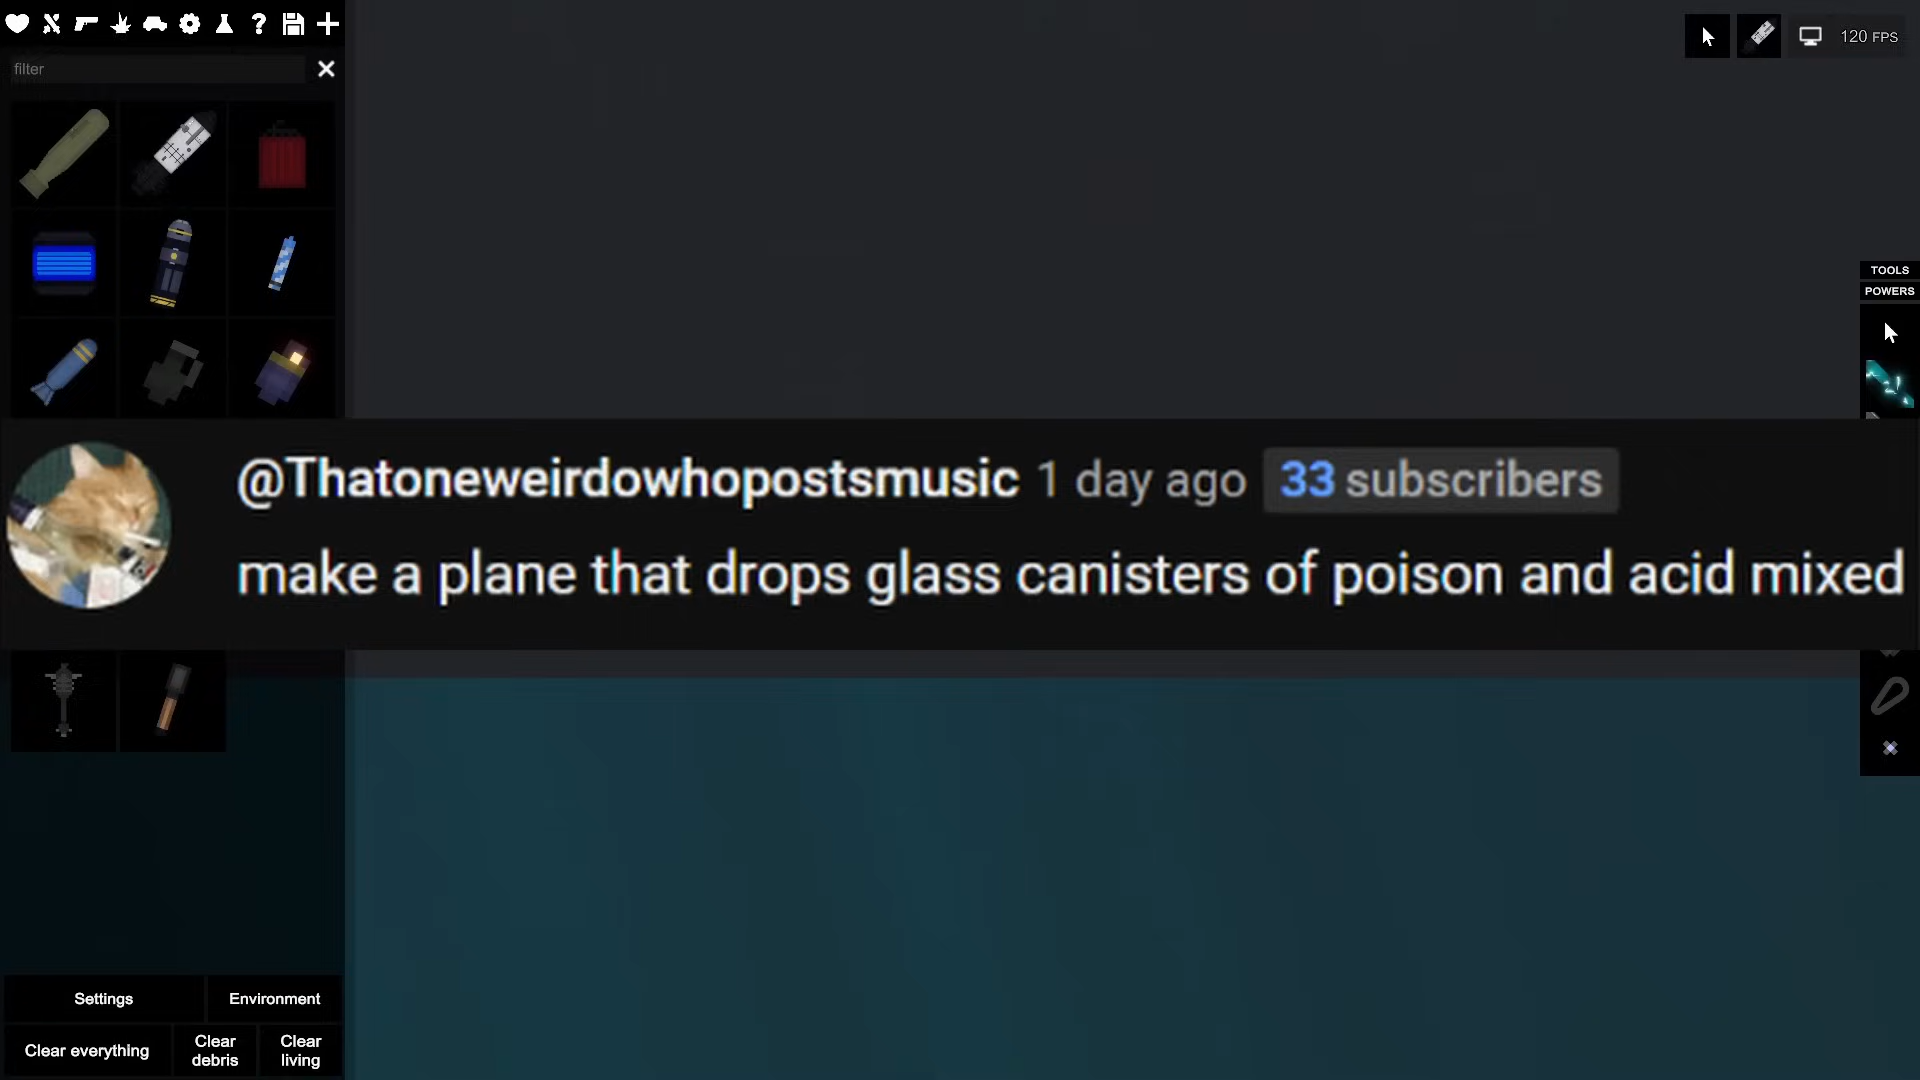 filter
120 FPS
TOOLS
POWERS
@Thatoneweirdowhopostsmusic 1 day ago 33 subscribers
make a plane that drops glass canisters of poison and acid mixed
Settings
Environment
Clear everything
Clear debris
Clear living